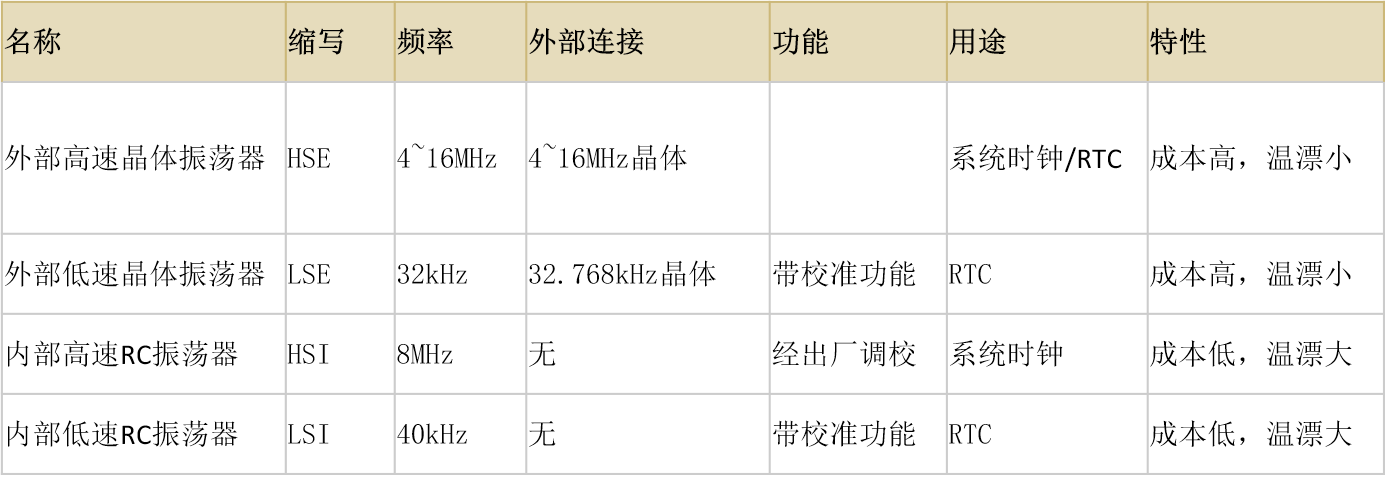 名称 缩写 频率 外部连接 功能 用途 特性
外部高速晶体振荡器 HSE 4~16MHz 4~16MHz晶体 系统时钟/RTC 成本高，温漂小
外部低速晶体振荡器 LSE 32kHz 32.768kHz晶体 带校准功能 RTC 成本高，温漂小
内部高速RC振荡器 HSI 8MHz 无 经出厂调校 系统时钟 成本低，温漂大
内部低速RC振荡器 LSI 40kHz 无 带校准功能 RTC 成本低，温漂大